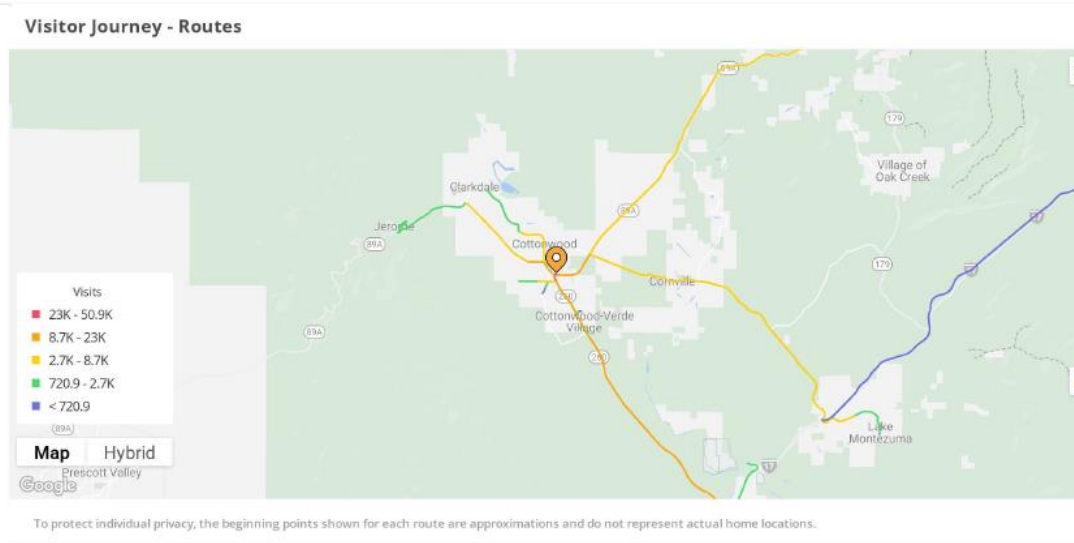 Visitor Journey - Routes
89A
179
Village of
Oak Creek
Clarkdale
89A
Jerome
89A
Cottonwood
17
179
Cornville
17
260
Cottonwood-Verde
Village
89A
260
Visits
23K - 50.9K
8.7K - 23K
2.7K - 8.7K
720.9 - 2.7K
< 720.9
89A
Lake
Montezuma
Map Hybrid
17
Prescott Valley
Google
To protect individual privacy, the beginning points shown for each route are approximations and do not represent actual home locations.